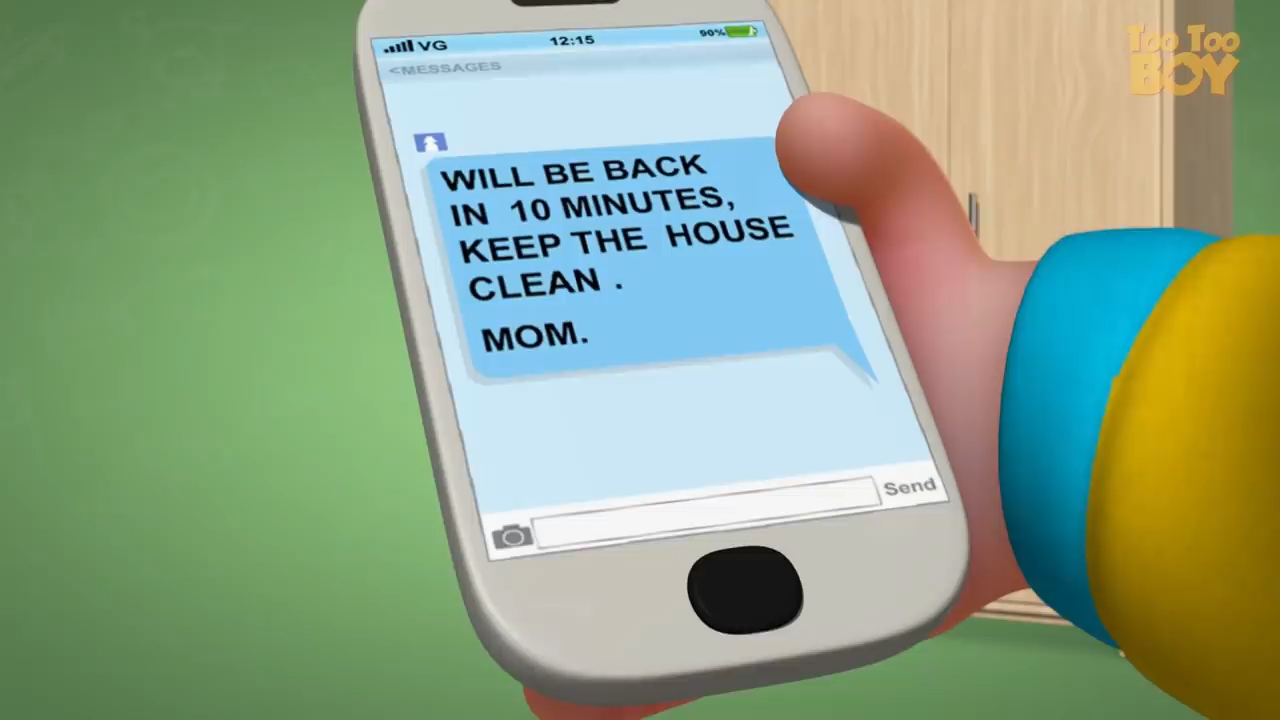 VG 12:15 90%
<MESSAGES
WILL BE BACK
IN 10 MINUTES,
KEEP THE HOUSE
CLEAN .
MOM.
Send
TOO TOO
BOY